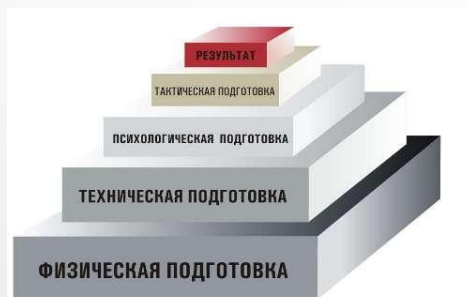 РЕЗУЛЬТАТ
ТАКТИЧЕСКАЯ ПОДГОТОВКА
ПСИХОЛОГИЧЕСКАЯ ПОДГОТОВКА
ТЕХНИЧЕСКАЯ ПОДГОТОВКА
ФИЗИЧЕСКАЯ ПОДГОТОВКА